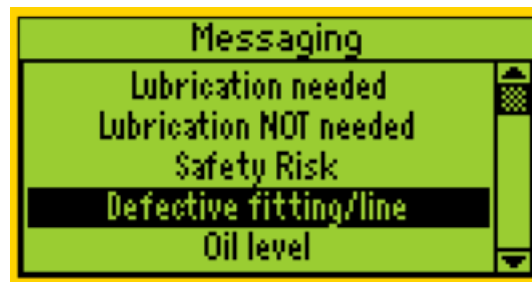 Messaging
Lubrication needed
Lubrication NOT needed
Safety Risk
Defective fitting/line
Oil level